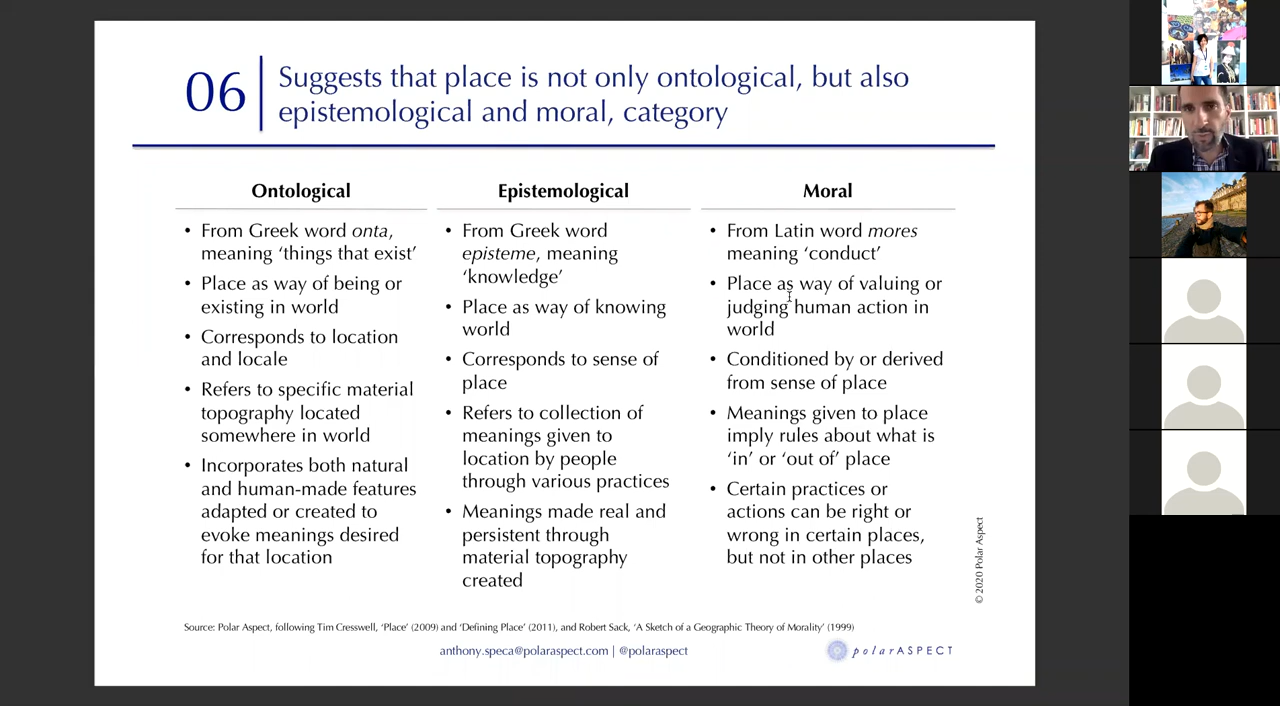 06
Suggests that place is not only ontological, but also
epistemological and moral, category
Ontological
• From Greek word onta,
meaning ‘things that exist’
• Place as way of being or
existing in world
• Corresponds to location
and locale
• Refers to specific material
topography located
somewhere in world
• Incorporates both natural
and human-made features
adapted or created to
evoke meanings desired
for that location
Epistemological
• From Greek word
episteme, meaning
‘knowledge’
• Place as way of knowing
world
• Corresponds to sense of
place
• Refers to collection of
meanings given to
location by people
through various practices
• Meanings made real and
persistent through
material topography
created
Moral
• From Latin word mores
meaning ‘conduct’
• Place as way of valuing or
judging human action in
world
• Conditioned by or derived
from sense of place
• Meanings given to place
imply rules about what is
‘in’ or ‘out of’ place
• Certain practices or
actions can be right or
wrong in certain places,
but not in other places
© 2020 Polar Aspect
Source: Polar Aspect, following Tim Cresswell, ‘Place’ (2009) and ‘Defining Place’ (2011), and Robert Sack, ‘A Sketch of a Geographic Theory of Morality’ (1999)
anthony.speca@polaraspect.com | @polaraspect
polarASPECT